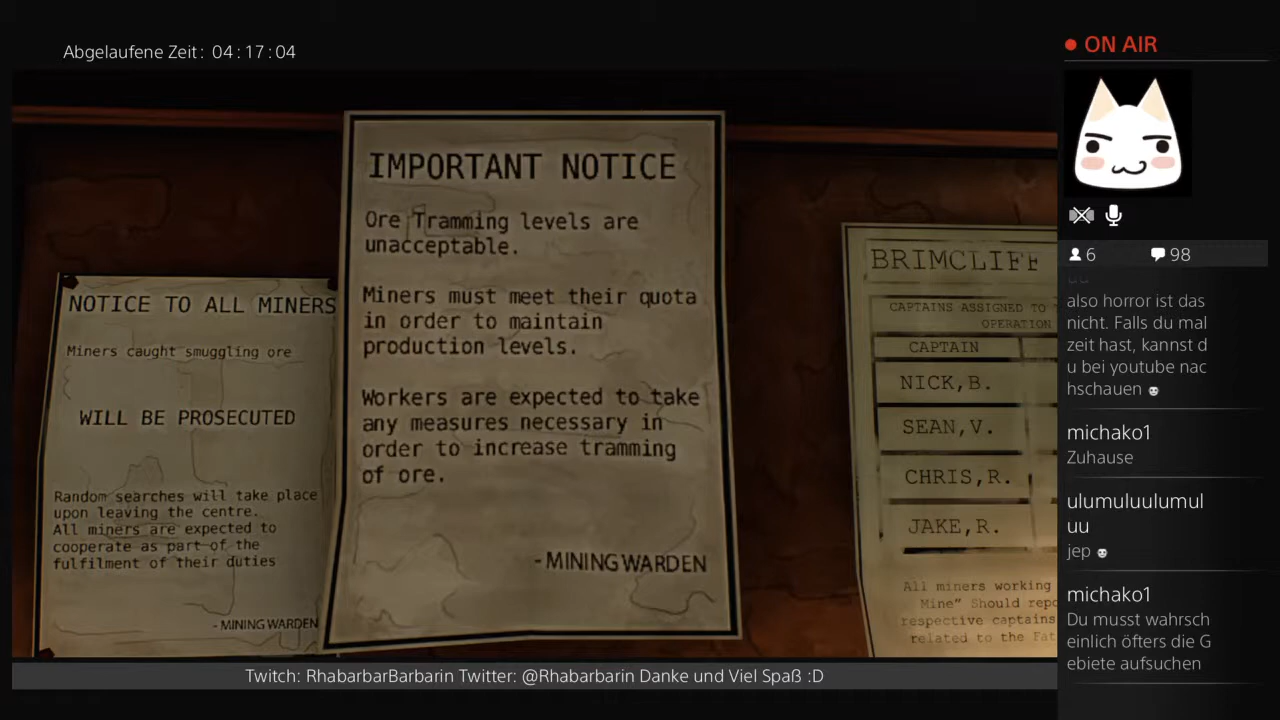 Abgelaufene Zeit: 04:17:04
NOTICE TO ALL MINERS
Miners caught smuggling ore
WILL BE PROSECUTED
Random searches will take place
upon leaving the centre.
All miners are expected to
cooperate as part of the
fulfilment of their duties
- MINING WARDEN
IMPORTANT NOTICE
Ore Tramming levels are
unacceptable.
Miners must meet their quota
in order to maintain
production levels.
Workers are expected to take
any measures necessary in
order to increase tramming
of ore.
- MINING WARDEN
BRIMCLIFF
CAPTAINS ASSIGNED TO
OPERATION
CAPTAIN
NICK,B.
SEAN,V.
CHRIS,R.
JAKE,R.
All miners working
Mine” Should
respective captains
related to the
ON AIR
6 98
also horror ist das
nicht. Falls du mal
zeit hast, kannst d
u bei youtube nac
hschauen
michako1
Zuhause
ulumuluulumul
uu
jep
michako1
Du musst wahrsch
einlich öfters die G
ebiete aufsuchen
Twitch: RhabarbarBarbarin Twitter: @Rhabarbarin Danke und Viel Spaß :D